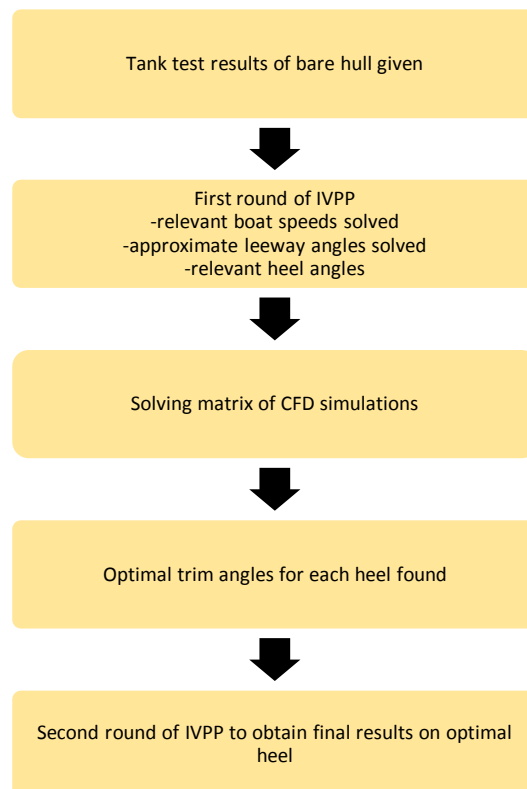 Tank test results of bare hull given
First round of IVPP
-relevant boat speeds solved
-approximate leeway angles solved
-relevant heel angles
Solving matrix of CFD simulations
Optimal trim angles for each heel found
Second round of IVPP to obtain final results on optimal
heel